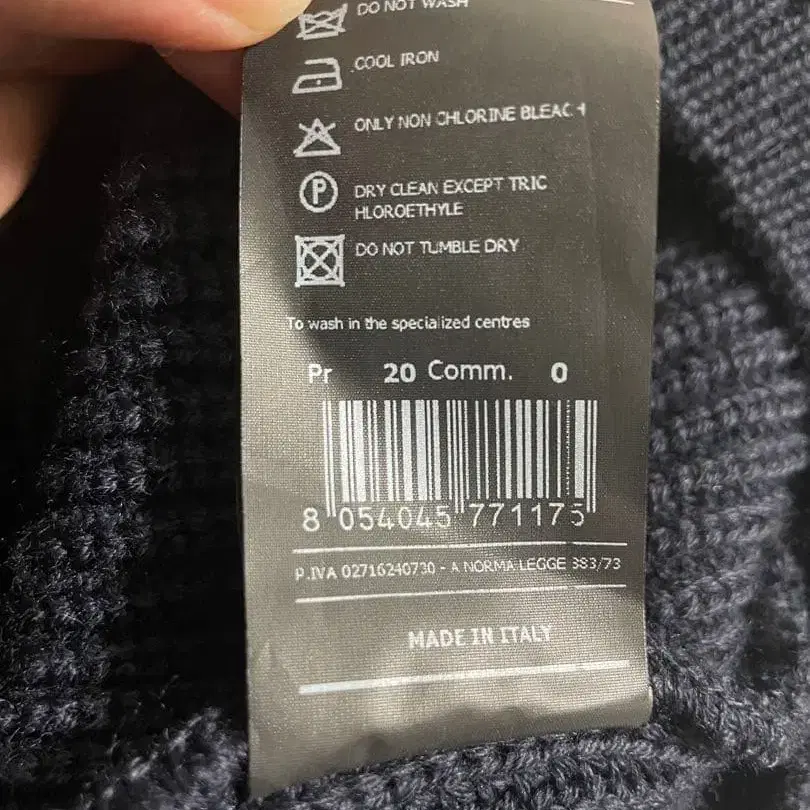 DO NOT WASH
COOL IRON
ONLY NON CHLORINE BLEACH
P
DRY CLEAN EXCEPT TRIC
HLOROETHYLE
DO NOT TUMBLE DRY
To wash in the specialized centres
Pr 20 Comm. 0
8 054045 771175
P.IVA 02716240730 - A NORMA LEGGE 883/73
MADE IN ITALY